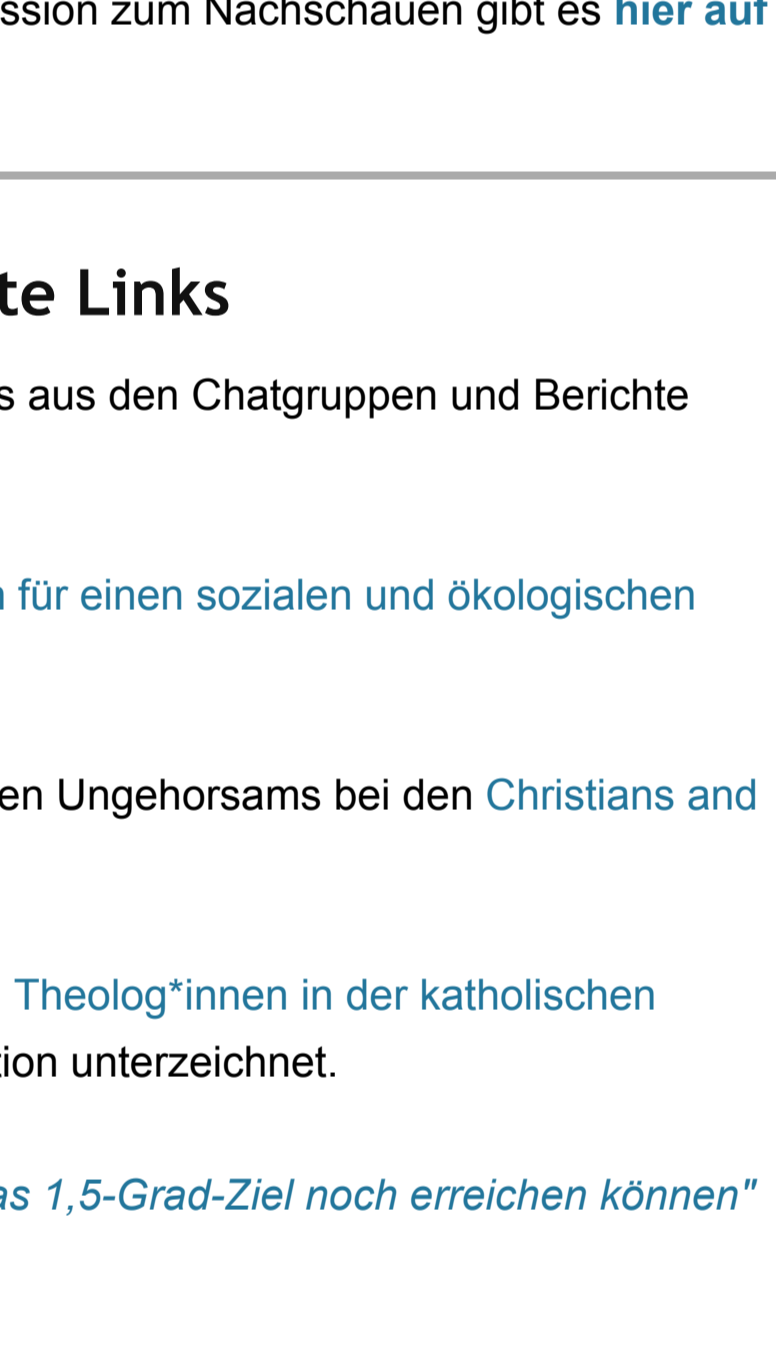 ssion zum Nachschauen gibt es hier auf
te Links
s aus den Chatgruppen und Berichte
für einen sozialen und ökologischen
en Ungehorsams bei den Christians and
Theolog*innen in der katholischen
tion unterzeichnet.
as 1,5-Grad-Ziel noch erreichen können"